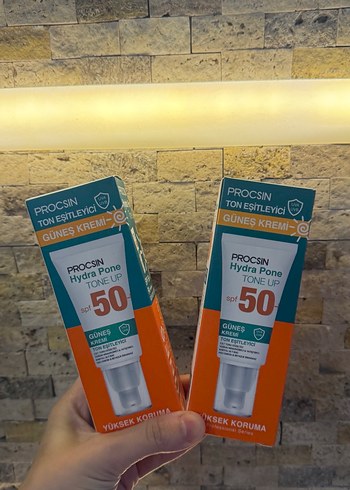 PROCSIN
TON EŞİTLEYİCİ
GÜNEŞ KREMİ
PROCSIN
Hydra Pone
TONE UP
spf 50
GÜNEŞ
KREMİ
TON EŞİTLEYİCİ
YÜKSEK KORUMA
PROCSIN
TON EŞİTLEYİCİ
GÜNEŞ KREMİ
PROCSIN
Hydra Pone
TONE UP
spf 50
GÜNEŞ
KREMİ
TON EŞİTLEYİCİ
YÜKSEK KORUMA
Professional Series